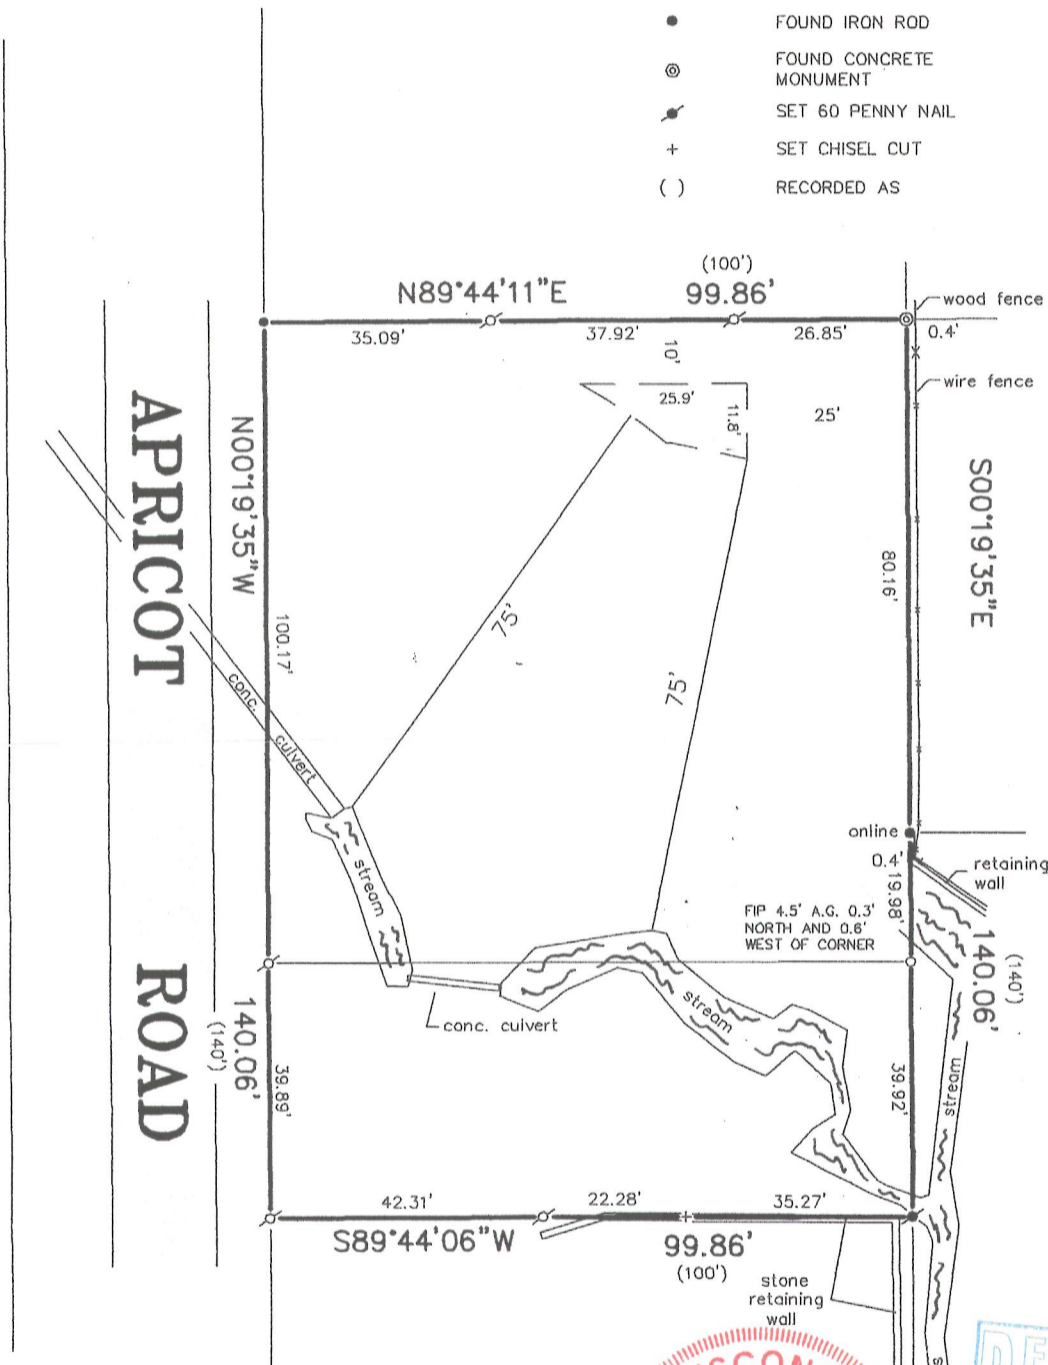 FOUND IRON ROD
FOUND CONCRETE
MONUMENT
SET 60 PENNY NAIL
+ SET CHISEL CUT
( ) RECORDED AS
(100')
N89°44'11"E 99.86'
35.09' 37.92' 26.85' 0.4'
wood fence
10'
wire fence
25.9'
11.8'
25'
S00°19'35"E
N00°19'35"W
APRICOT
ROAD
80.16'
75'
75'
100.17'
conc. culvert
online
0.4'
retaining
wall
19.98'
stream
FIP 4.5' A.G. 0.3'
NORTH AND 0.6'
WEST OF CORNER
140.06'
(140')
stream
conc. culvert
140.06'
(140')
39.89'
39.92'
stream
42.31' 22.28' 35.27'
S89°44'06"W 99.86'
(100')
stone
retaining
wall
s
SCON
DE